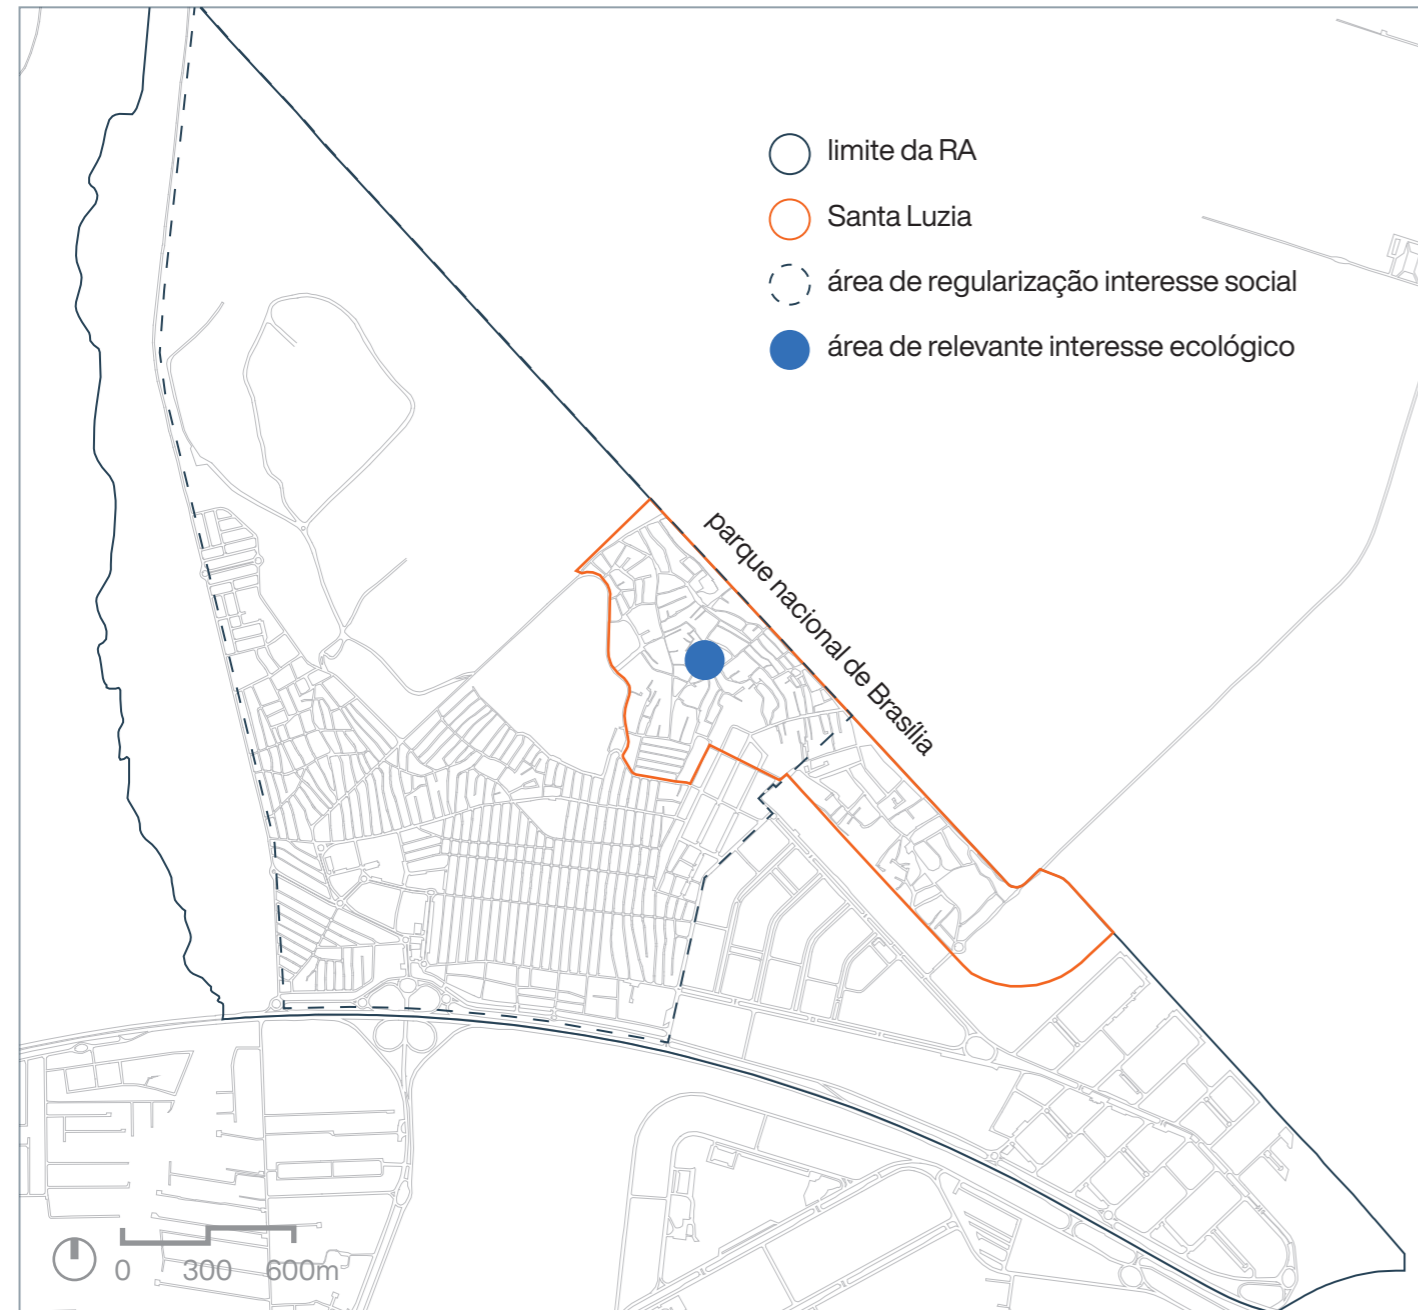 limite da RA
Santa Luzia
área de regularização interesse social
área de relevante interesse ecológico
parque nacional de Brasília
0 300 600m